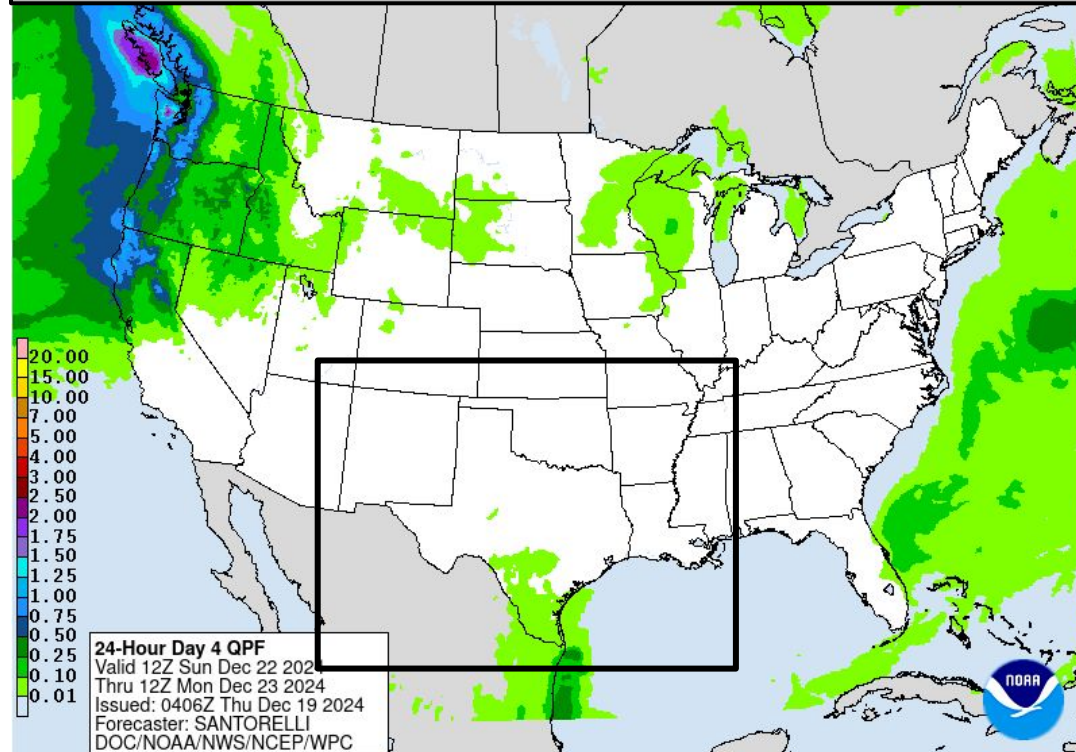 20.00
15.00
10.00
7.00
5.00
4.00
3.00
2.50
2.00
1.75
1.50
1.25
1.00
0.75
0.50
0.25
0.10
0.01
24-Hour Day 4 QPF
Valid 12Z Sun Dec 22 2024
Thru 12Z Mon Dec 23 2024
Issued: 0406Z Thu Dec 19 2024
Forecaster: SANTORELLI
DOC/NOAA/NWS/NCEP/WPC
NOAA